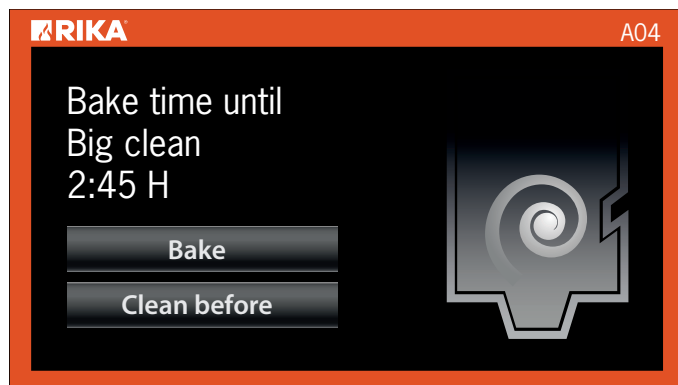 RIKA
A04
Bake time until
Big clean
2:45 H
Bake
Clean before